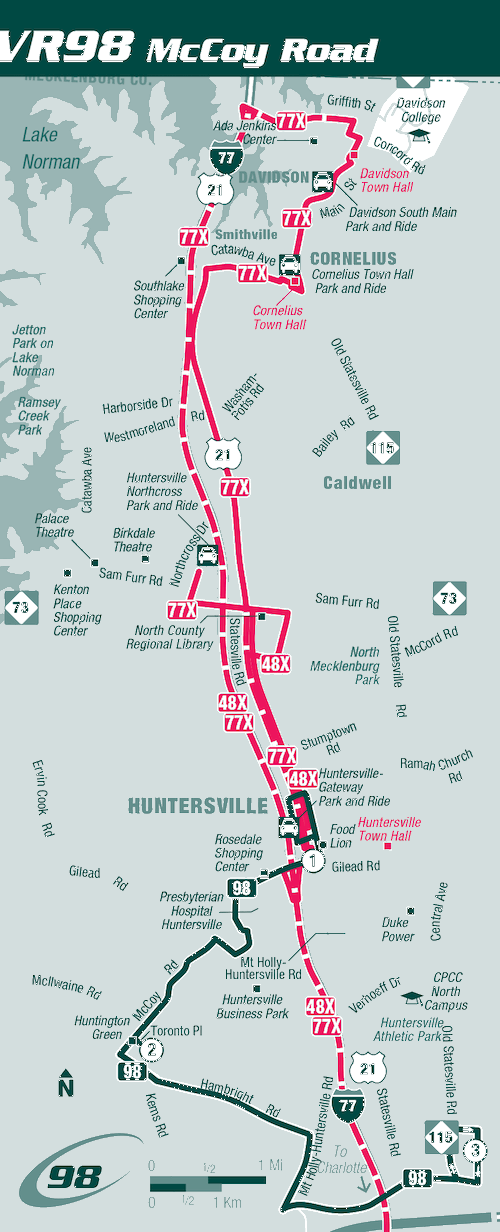 VR98 McCoy Road
MECKLENBURG CO.
Griffith St
Davidson
College
77X
Ada Jenkins
Center
Lake
Norman
Concord Rd
77
DAVIDSON
Davidson
Town Hall
21
St
Main
Davidson South Main
Park and Ride
77X
77X
Smithville
Catawba Ave
CORNELIUS
Cornelius Town Hall
Park and Ride
77X
Southlake
Shopping
Center
Cornelius
Town Hall
Jetton
Park on
Lake
Norman
Old Statesville Rd
Washam-
Potts Rd
Ramsey
Creek
Park
Harborside Dr
Westmoreland Rd
Bailey Rd
115
21
Catawba Ave
Caldwell
Huntersville
Northcross
Park and Ride
77X
Palace
Theatre
Birkdale
Theatre
Northcross Dr
Sam Furr Rd
Kenton
Place
Shopping
Center
73
73
Sam Furr Rd
77X
North County
Regional Library
Statesville Rd
Old Statesville
Rd
McCord Rd
North
Mecklenburg
Park
48X
48X
77X
Stumptown
Rd
77X
Ramah Church
Rd
48X
Huntersville-
Gateway
Park and Ride
Ervin Cook Rd
HUNTERSVILLE
Food
Lion
Huntersville
Town Hall
Rosedale
Shopping
Center
1
Gilead Rd
Gilead Rd
98
Presbyterian
Hospital
Huntersville
Central Ave
Duke
Power
Mt Holly-
Huntersville Rd
McCoy Rd
McIlwaine Rd
Huntersville
Business Park
Verhoeff Dr
CPCC
North
Campus
48X
77X
Huntington
Green
Toronto Pl
2
Huntersville
Athletic Park
Old Statesville Rd
98
21
N
Kerns Rd
Hambright Rd
77
Mt Holly-Huntersville Rd
Statesville Rd
115
3
To
Charlotte
98
98
0 1/2 1 Mi
0 1/2 1 Km